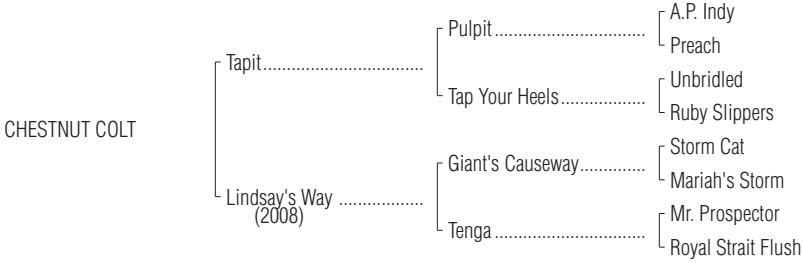 A.P. Indy
Pulpit................................
Preach
Tapit..................................
Unbridled
Tap Your Heels..................
Ruby Slippers
CHESTNUT COLT
Storm Cat
Giant's Causeway..............
Mariah's Storm
Lindsay's Way ..................
(2008)
Mr. Prospector
Tenga ................................
Royal Strait Flush